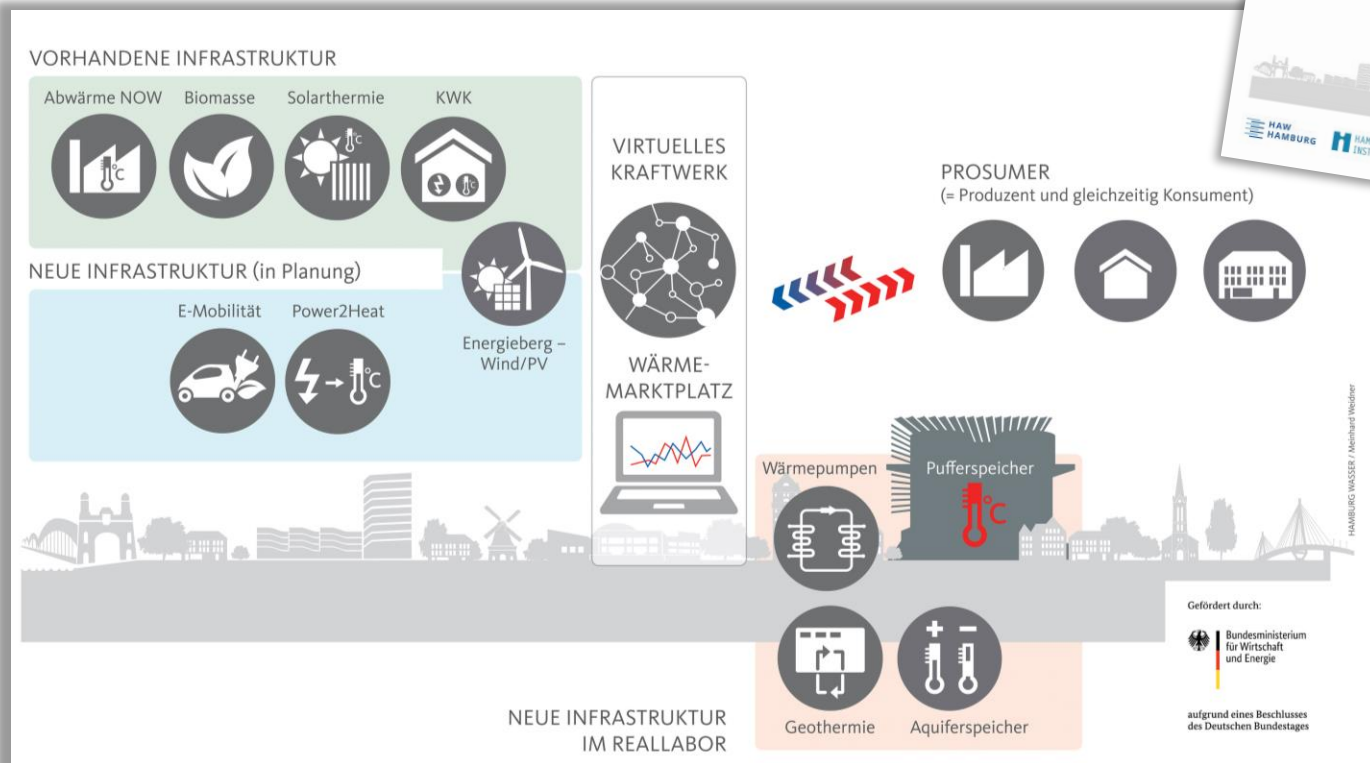 VORHANDENE INFRASTRUKTUR
Abwärme NOW
Biomasse
Solarthermie
KWK
°C
°C
°C
NEUE INFRASTRUKTUR (in Planung)
E-Mobilität
Power2Heat
°C
Energieberg –
Wind/PV
VIRTUELLES
KRAFTWERK
WÄRME-
MARKTPLATZ
PROSUMER
(= Produzent und gleichzeitig Konsument)
HAW
HAMBURG
Wärmepumpen
Pufferspeicher
°C
Geothermie
+ −
Aquiferspeicher
NEUE INFRASTRUKTUR
IM REALLABOR
HAMBURG WASSER / Meinhard Weidner
Gefördert durch:
Bundesministerium
für Wirtschaft
und Energie
aufgrund eines Beschlusses
des Deutschen Bundestages